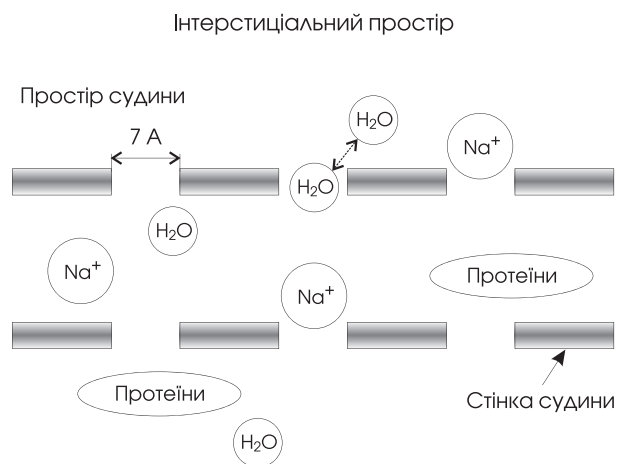 Інтерстиціальний простір
Простір судини
7 А
H₂O
H₂O
Na⁺
H₂O
Na⁺
Na⁺
Протеїни
Протеїни
Стінка судини
H₂O